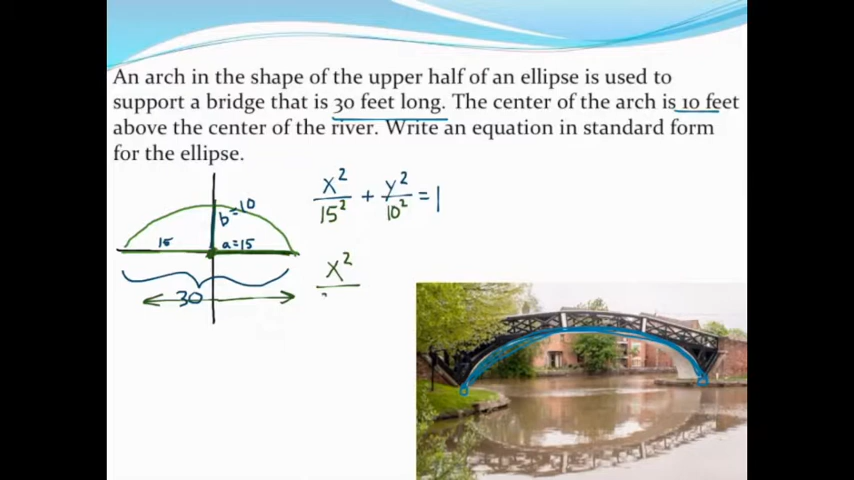 An arch in the shape of the upper half of an ellipse is used to
support a bridge that is 30 feet long. The center of the arch is 10 feet
above the center of the river. Write an equation in standard form
for the ellipse.
b=10
15 a=15
30
x²/15² + y²/10² = 1
x²